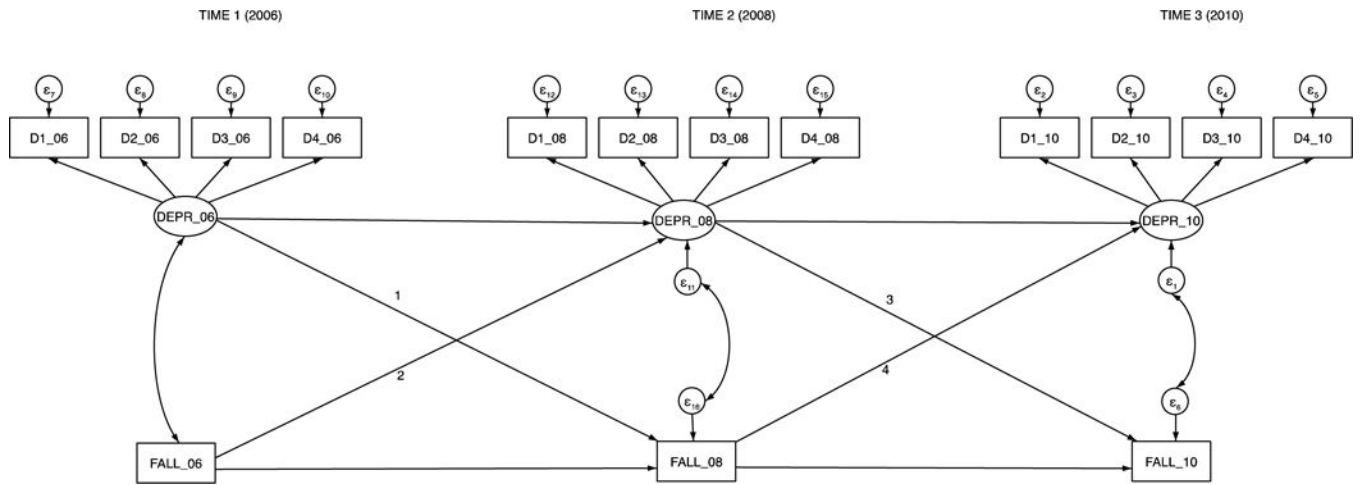 TIME 1 (2006) TIME 2 (2008) TIME 3 (2010)
ε7 ε8 ε9 ε10 ε12 ε13 ε14 ε15 ε2 ε3 ε4 ε5
D1_06 D2_06 D3_06 D4_06 D1_08 D2_08 D3_08 D4_08 D1_10 D2_10 D3_10 D4_10
DEPR_06 DEPR_08 DEPR_10
ε11 ε1
1 3
2 4
ε16 ε6
FALL_06 FALL_08 FALL_10